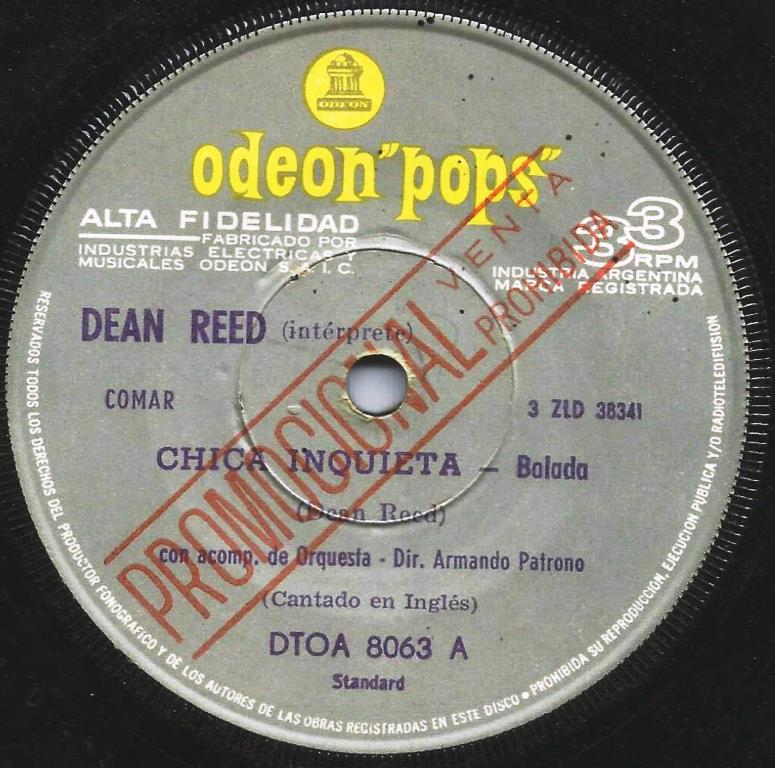 ODEON
odeon "pops"
ALTA FIDELIDAD
FABRICADO POR
INDUSTRIAS ELECTRICAS Y
MUSICALES ODEON S.A.I.C.
33
RPM
INDUSTRIA ARGENTINA
MARCA REGISTRADA
VENTA
PROHIBIDA
PROMOCIONAL
DEAN REED (intérprete)
COMAR
3 ZLD 38341
CHICA INQUIETA - Balada
(Dean Reed)
con acomp. de Orquesta - Dir. Armando Patrono
(Cantado en Inglés)
DTOA 8063 A
Standard
RESERVADOS TODOS LOS DERECHOS DEL PRODUCTOR FONOGRAFICO Y DE LOS AUTORES DE LAS OBRAS REGISTRADAS EN ESTE DISCO • PROHIBIDA SU REPRODUCCION, EJECUCION PUBLICA Y/O RADIOTELEDIFUSION